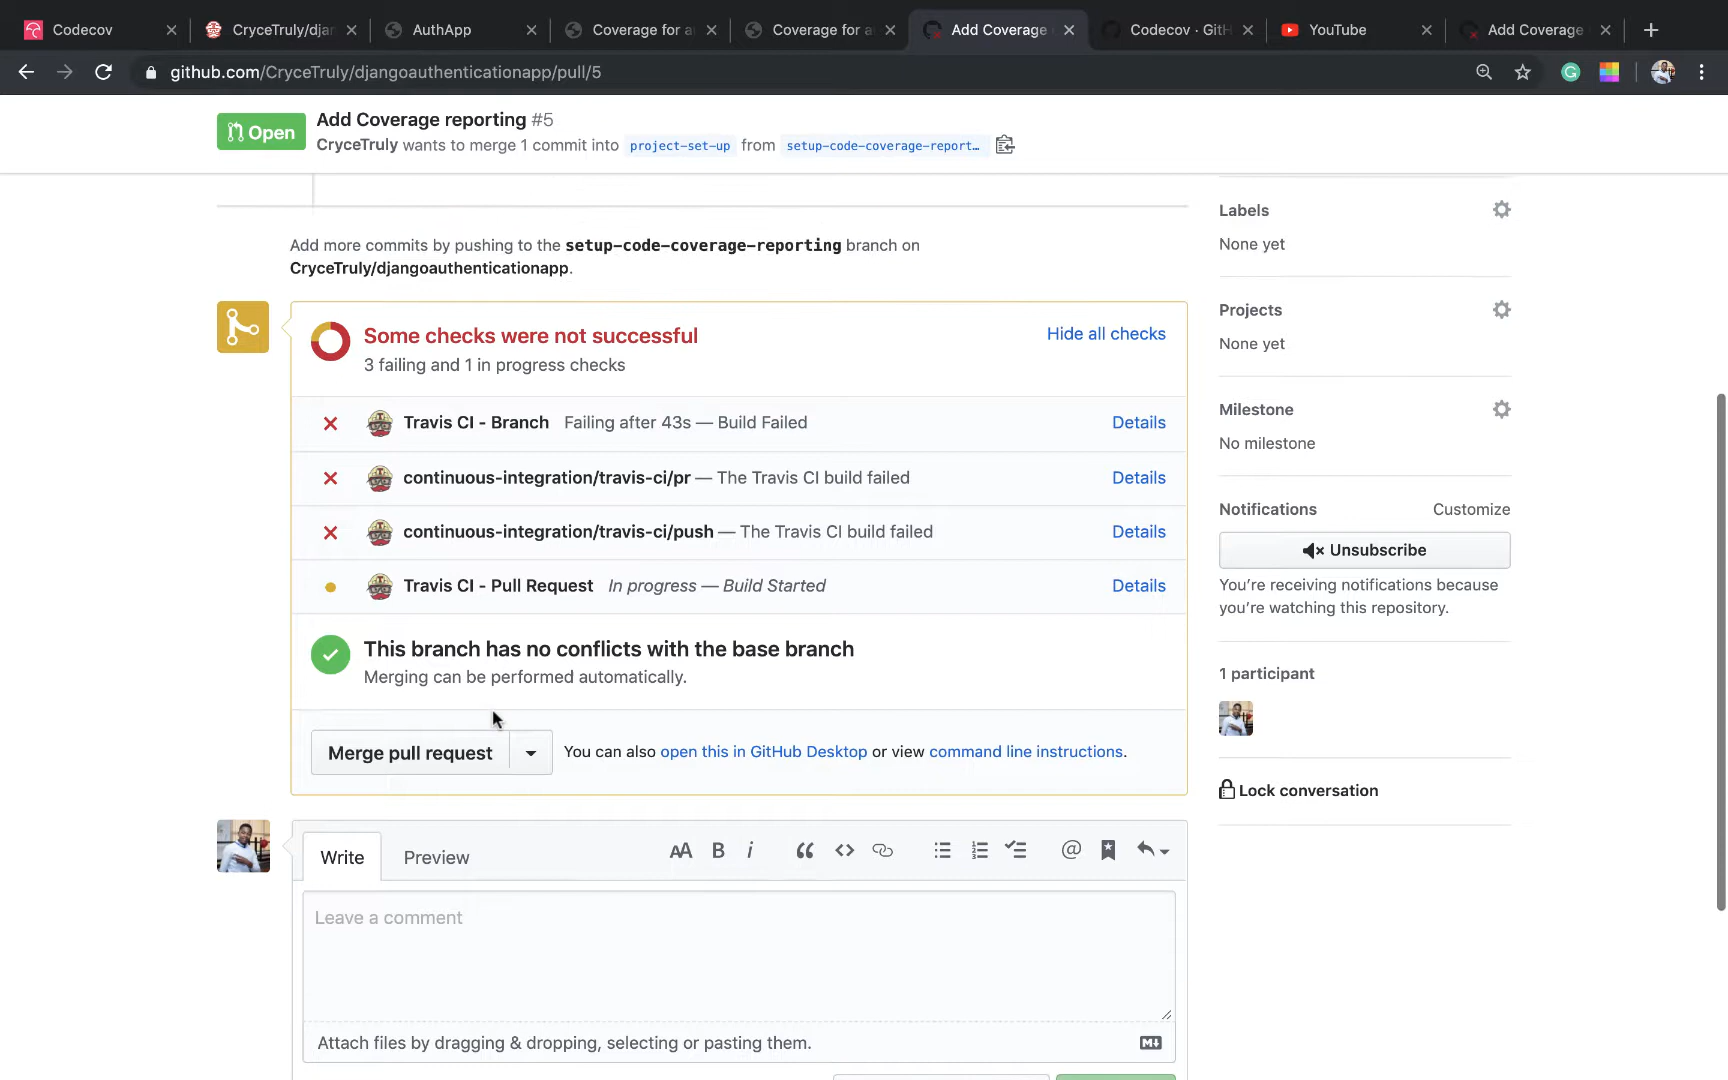 Codecov
CryceTruly/djan
AuthApp
Coverage for a
Coverage for a
Add Coverage
Codecov · GitH
YouTube
Add Coverage
github.com/CryceTruly/djangoauthenticationapp/pull/5
Open
Add Coverage reporting #5
CryceTruly wants to merge 1 commit into project-set-up from setup-code-coverage-report…
Add more commits by pushing to the setup-code-coverage-reporting branch on
CryceTruly/djangoauthenticationapp.
Some checks were not successful
3 failing and 1 in progress checks
Hide all checks
Travis CI - Branch Failing after 43s — Build Failed Details
continuous-integration/travis-ci/pr — The Travis CI build failed Details
continuous-integration/travis-ci/push — The Travis CI build failed Details
Travis CI - Pull Request In progress — Build Started Details
This branch has no conflicts with the base branch
Merging can be performed automatically.
Merge pull request
You can also open this in GitHub Desktop or view command line instructions.
Write
Preview
Leave a comment
Attach files by dragging & dropping, selecting or pasting them.
Labels
None yet
Projects
None yet
Milestone
No milestone
Notifications Customize
Unsubscribe
You're receiving notifications because
you're watching this repository.
1 participant
Lock conversation